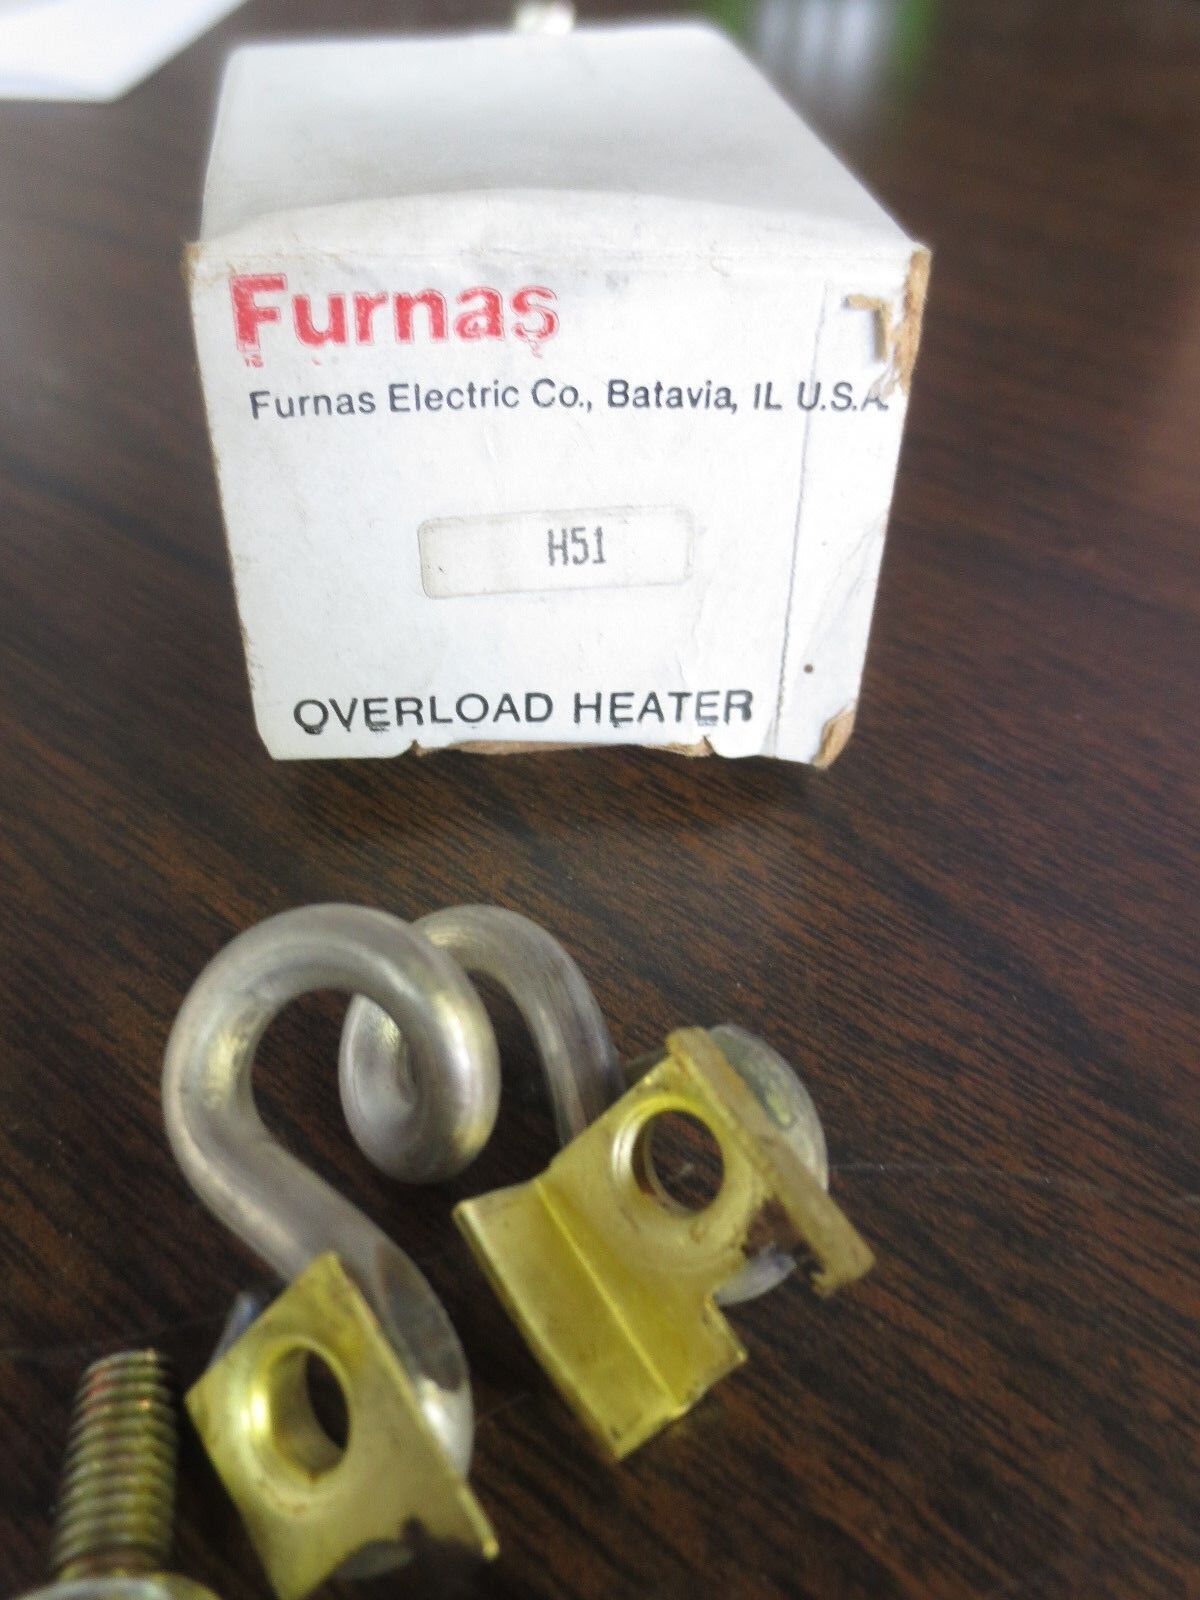 Furnas
Furnas Electric Co., Batavia, IL U.S.A.
H51
OVERLOAD HEATER